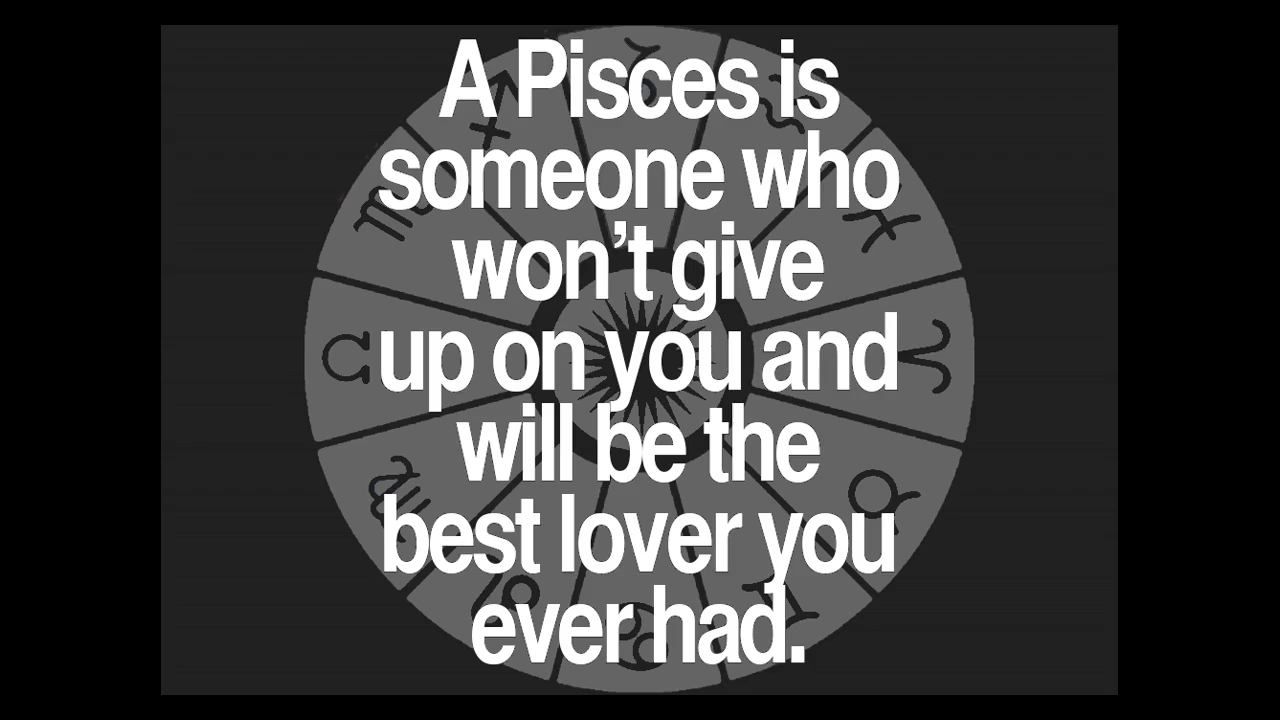 A Pisces is
someone who
won’t give
up on you and
will be the
best lover you
ever had.